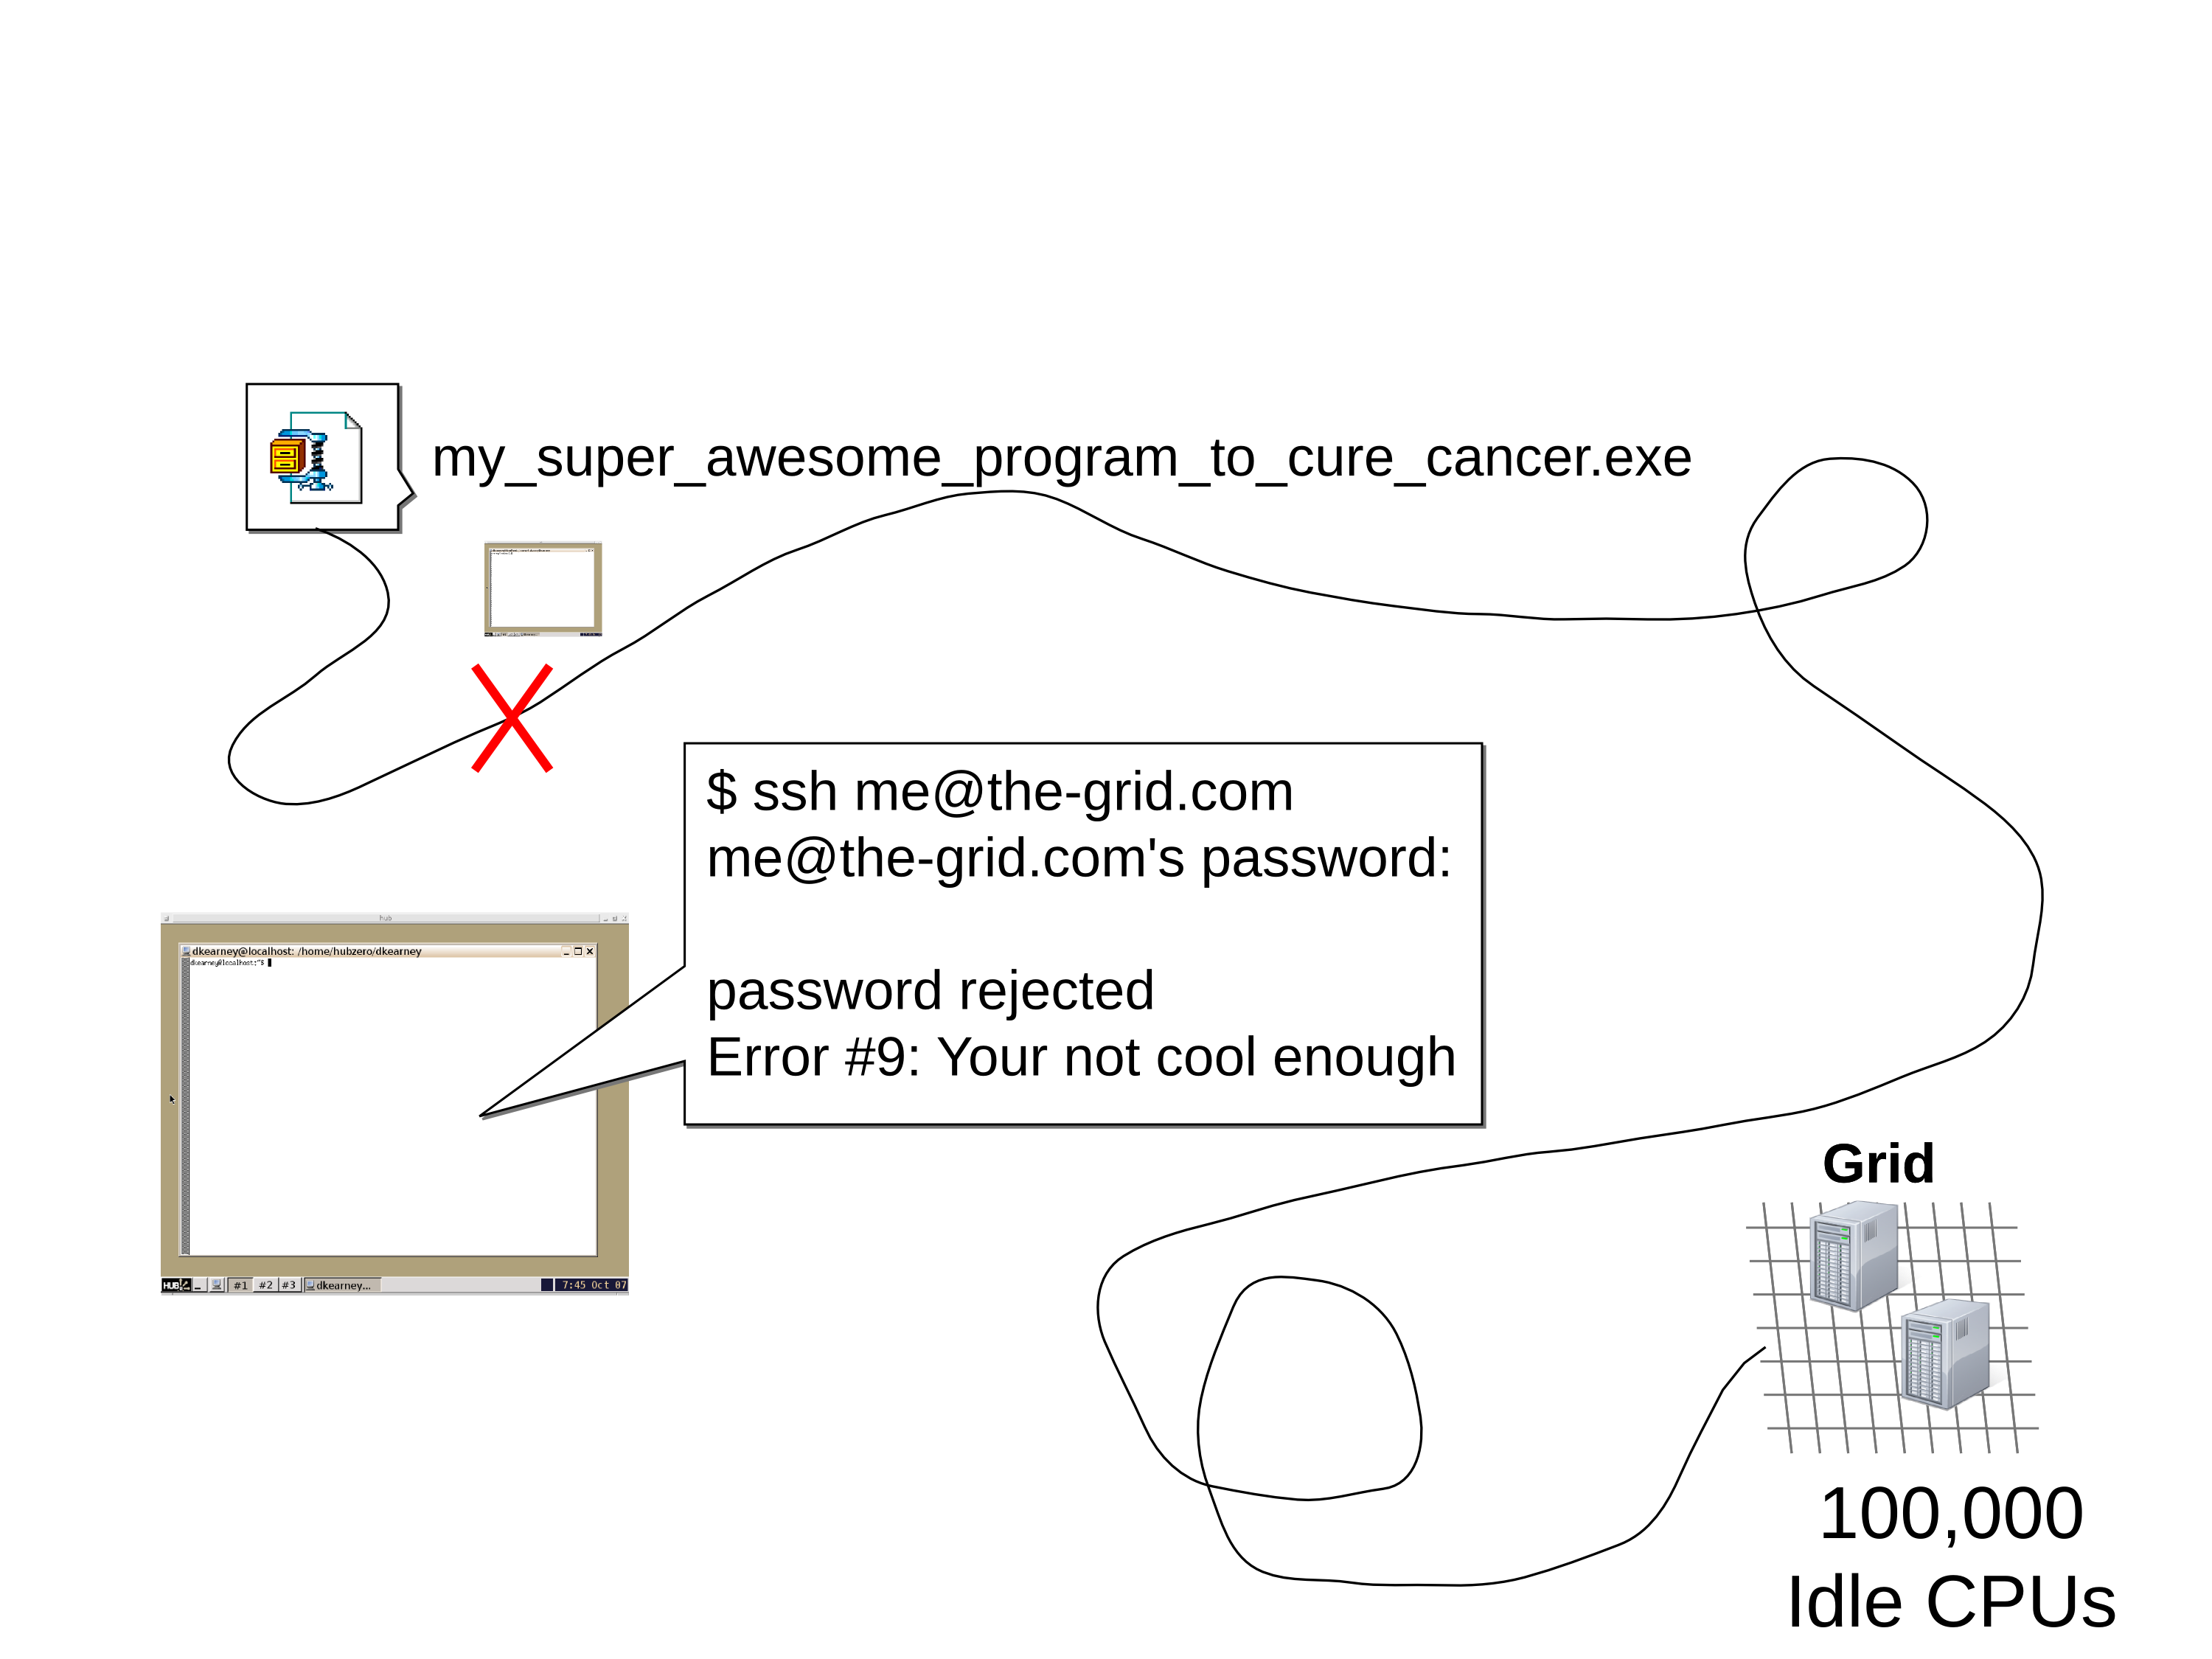 my_super_awesome_program_to_cure_cancer.exe
$ ssh me@the-grid.com
me@the-grid.com's password:
password rejected
Error #9: Your not cool enough
hub
dkearney@localhost: /home/hubzero/dkearney
dkearney@localhost:~$
HUB #1 #2 #3 dkearney... 7:45 Oct 07
Grid
100,000
Idle CPUs